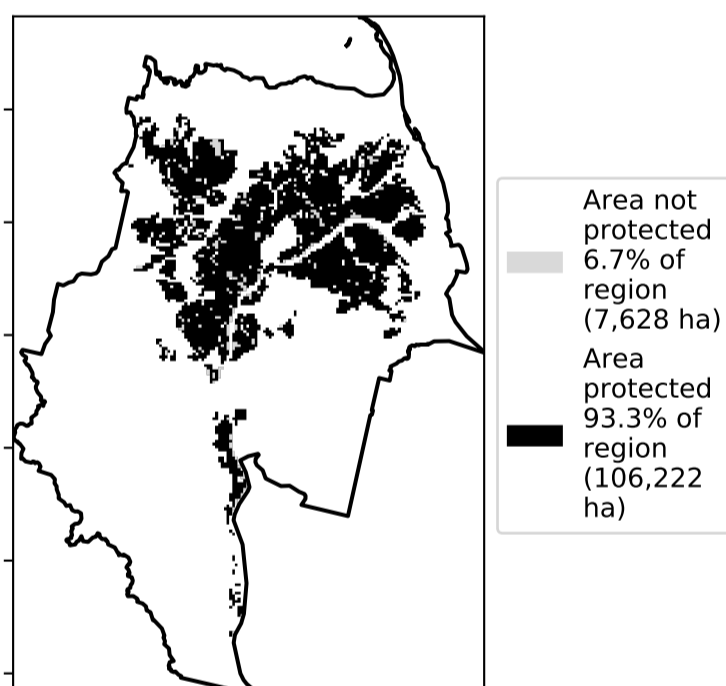 Area not
protected
6.7% of
region
(7,628 ha)
Area
protected
93.3% of
region
(106,222
ha)